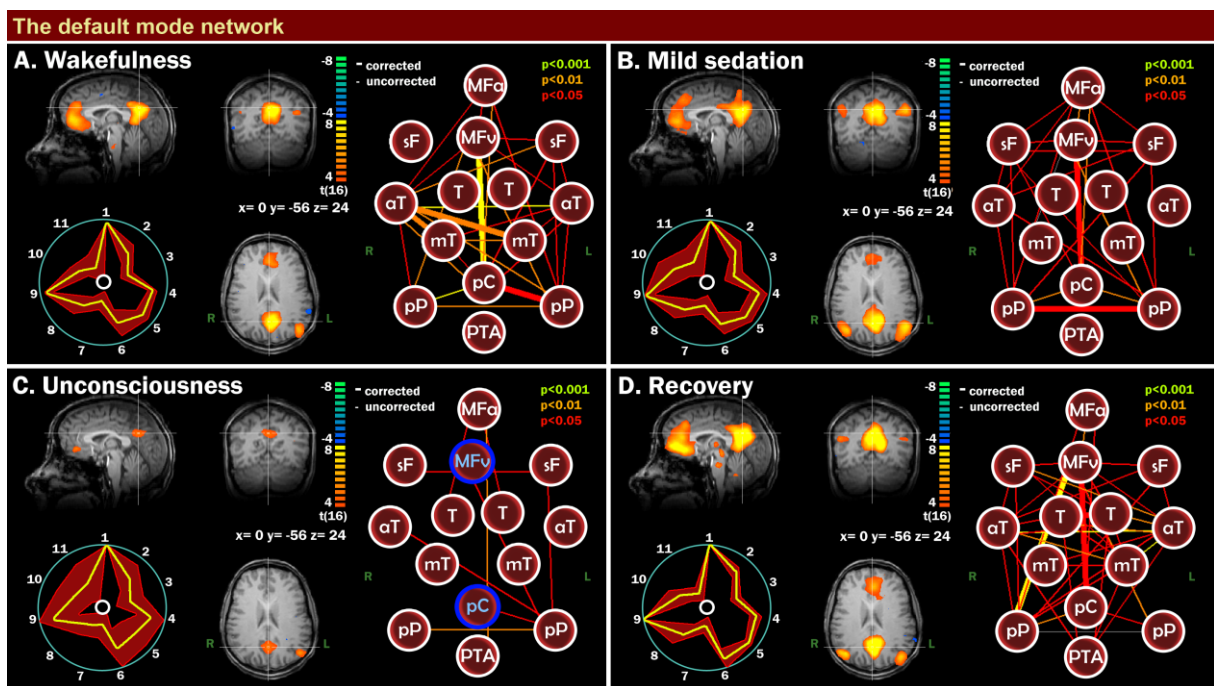 The default mode network
A. Wakefulness
-8
-4
8
4
t(16)
x= 0 y= -56 z= 24
- corrected
- uncorrected
p<0.001
p<0.01
p<0.05
MFa
sF
MFv
sF
T
T
aT
aT
mT
mT
R
L
pC
pP
pP
PTA
1
2
3
4
5
6
7
8
9
10
11
R
L
B. Mild sedation
-8
-4
8
4
t(16)
x= 0 y= -56 z= 24
- corrected
- uncorrected
p<0.001
p<0.01
p<0.05
MFa
sF
MFv
sF
T
T
aT
aT
mT
mT
R
L
pC
pP
pP
PTA
1
2
3
4
5
6
7
8
9
10
11
R
L
C. Unconsciousness
-8
-4
8
4
t(16)
x= 0 y= -56 z= 24
- corrected
- uncorrected
p<0.001
p<0.01
p<0.05
MFa
sF
MFv
sF
T
T
aT
aT
mT
mT
R
L
pC
pP
pP
PTA
1
2
3
4
5
6
7
8
9
10
11
R
L
D. Recovery
-8
-4
8
4
t(16)
x= 0 y= -56 z= 24
- corrected
- uncorrected
p<0.001
p<0.01
p<0.05
MFa
sF
MFv
sF
T
T
aT
aT
mT
mT
R
L
pC
pP
pP
PTA
1
2
3
4
5
6
7
8
9
10
11
R
L